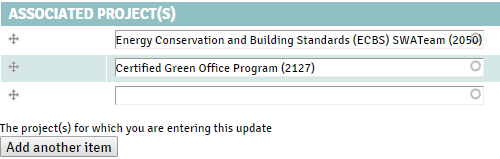 ASSOCIATED PROJECT(S)
Energy Conservation and Building Standards (ECBS) SWATeam (2050)
Certified Green Office Program (2127)
The project(s) for which you are entering this update
Add another item